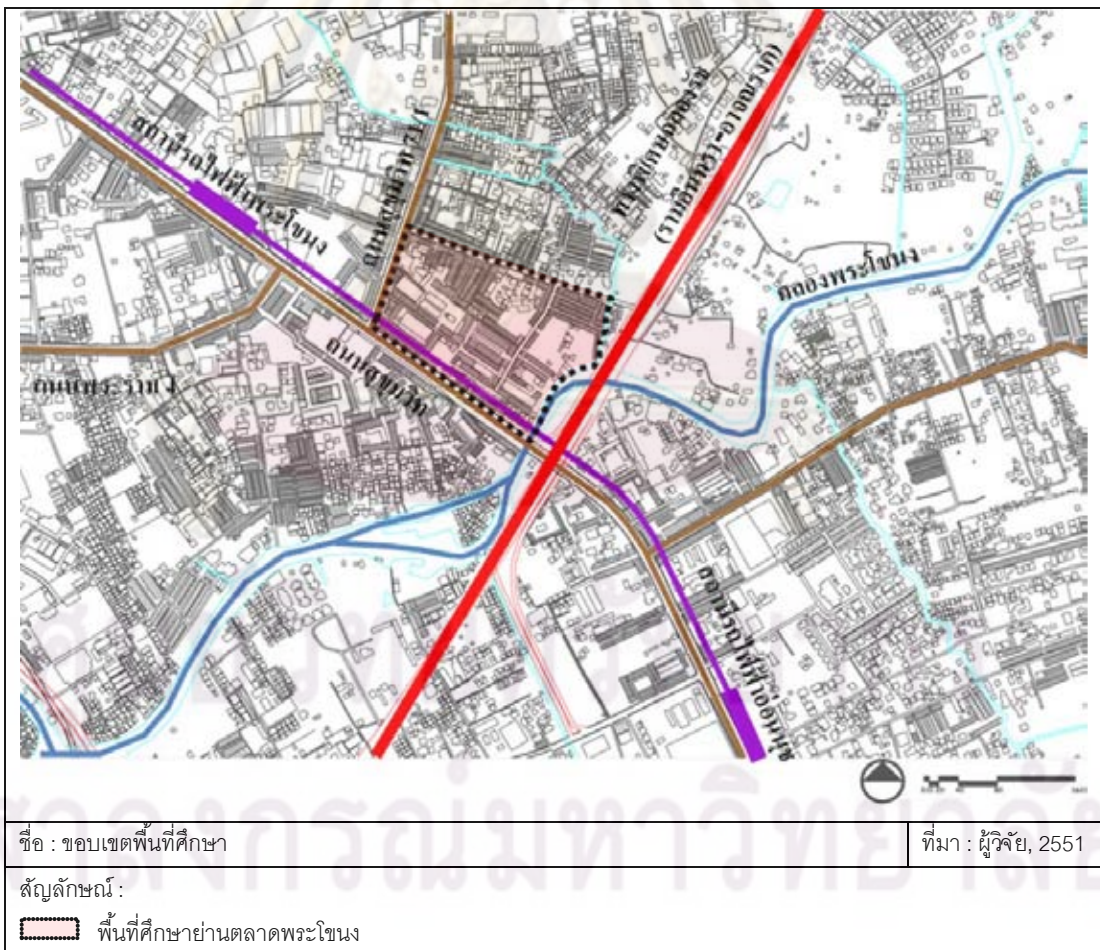 สถานีรถไฟฟ้าพระโขนง
ถนนสุขุมวิท 71
ทางพิเศษฉลองรัช
(รามอินทรา-อาจณรงค์)
คลองพระโขนง
ถนนพระราม 4
ถนนสุขุมวิท
สถานีรถไฟฟ้าอ่อนนุช
ชื่อ : ขอบเขตพื้นที่ศึกษา
ที่มา : ผู้วิจัย, 2551
สัญลักษณ์ :
พื้นที่ศึกษาย่านตลาดพระโขนง